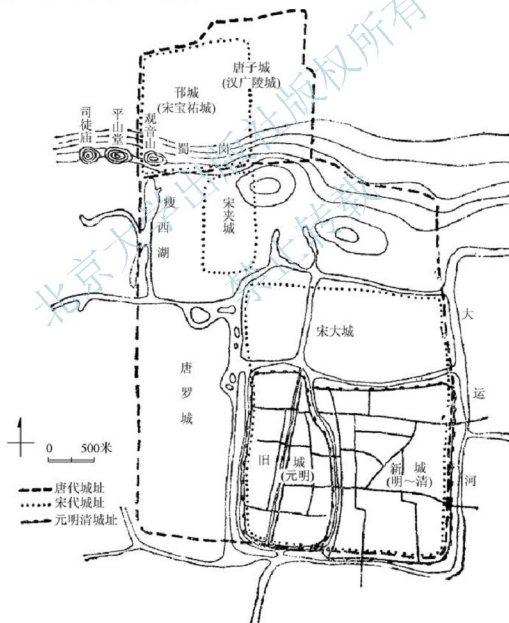 唐子城
(汉广陵城)
邗城
(宋宝祐城)
司徒庙
平山堂
观音山
蜀冈
瘦西湖
宋夹城
宋大城
大运河
唐罗城
旧城
(元明)
新城
(明~清)
0 500米
唐代城址
宋代城址
元明清城址
北京大学出版社版权所有
禁止转载